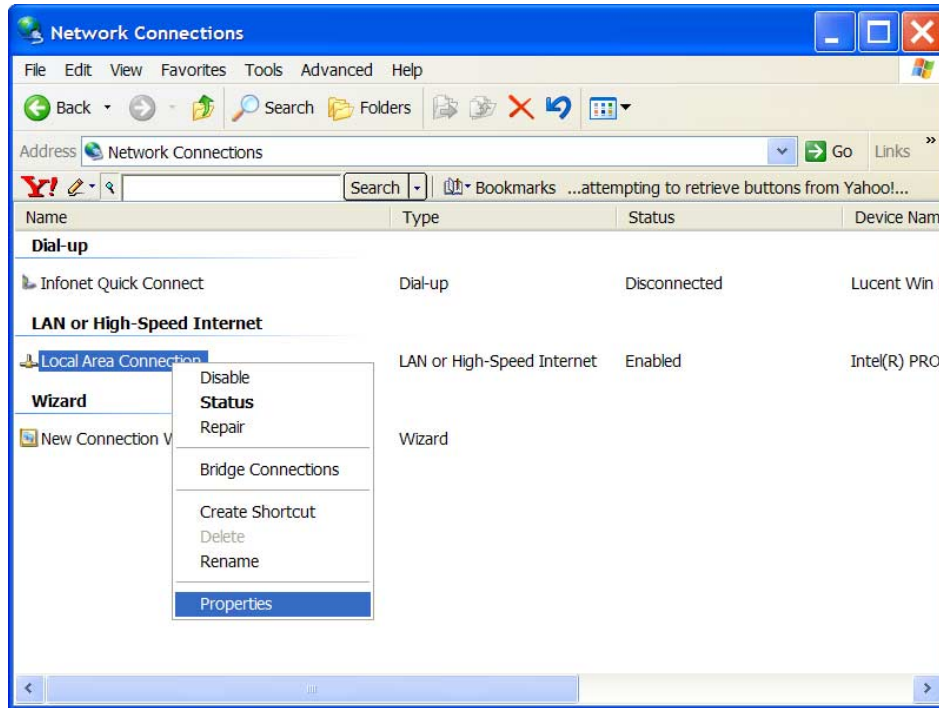 Network Connections
File Edit View Favorites Tools Advanced Help
Back Search Folders
Address Network Connections Go Links »
Y! Search Bookmarks ...attempting to retrieve buttons from Yahoo!...
Name Type Status Device Nam
Dial-up
Infonet Quick Connect Dial-up Disconnected Lucent Win
LAN or High-Speed Internet
Local Area Connection LAN or High-Speed Internet Enabled Intel(R) PRO
Disable
Wizard
Status
Repair
New Connection W Wizard
Bridge Connections
Create Shortcut
Delete
Rename
Properties